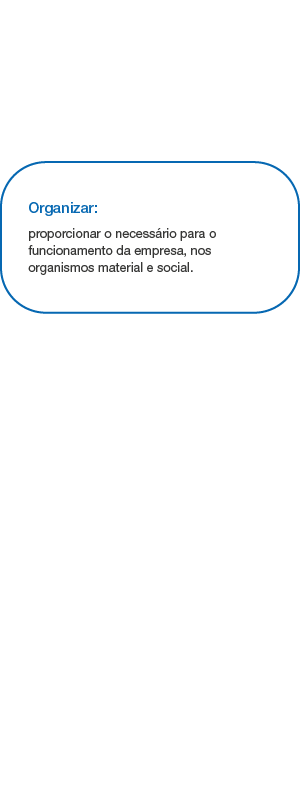 Organizar:
proporcionar o necessário para o
funcionamento da empresa, nos
organismos material e social.